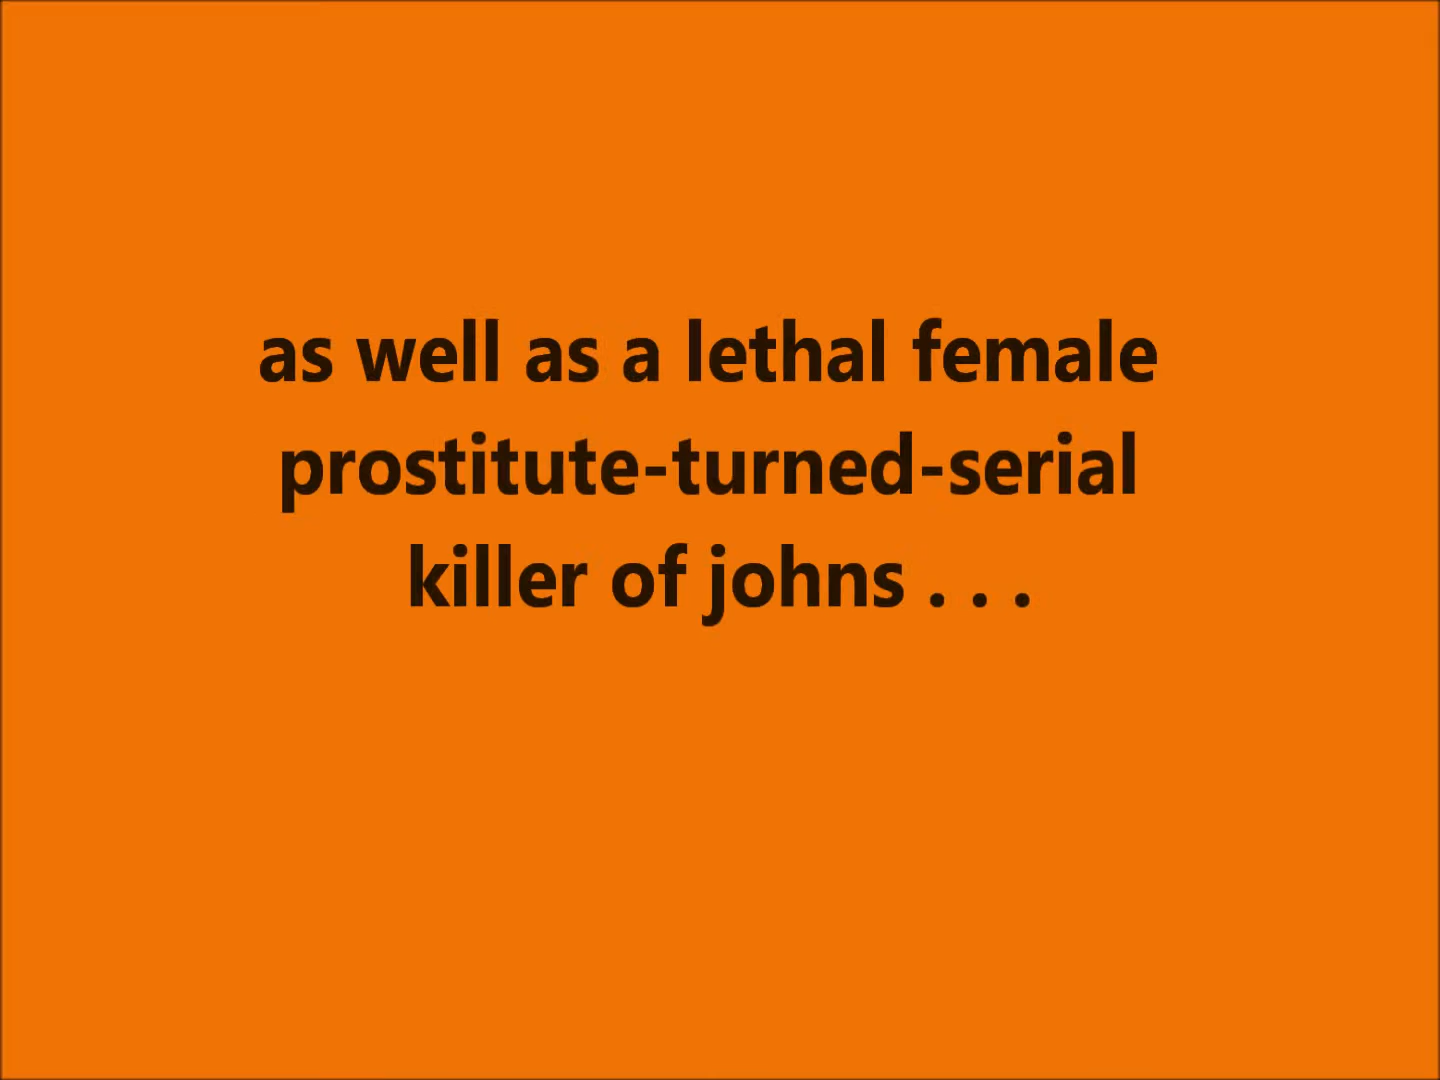 as well as a lethal female
prostitute-turned-serial
killer of johns . . .